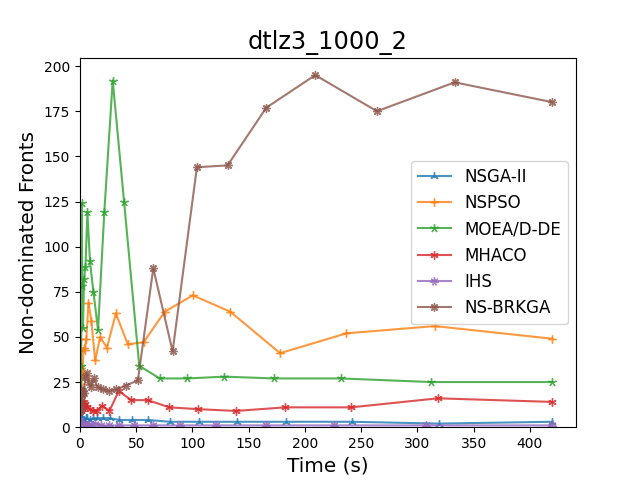 dtlz3_1000_2
Non-dominated Fronts
200
175
150
125
100
75
50
25
0
NSGA-II
NSPSO
MOEA/D-DE
MHACO
IHS
NS-BRKGA
0 50 100 150 200 250 300 350 400
Time (s)